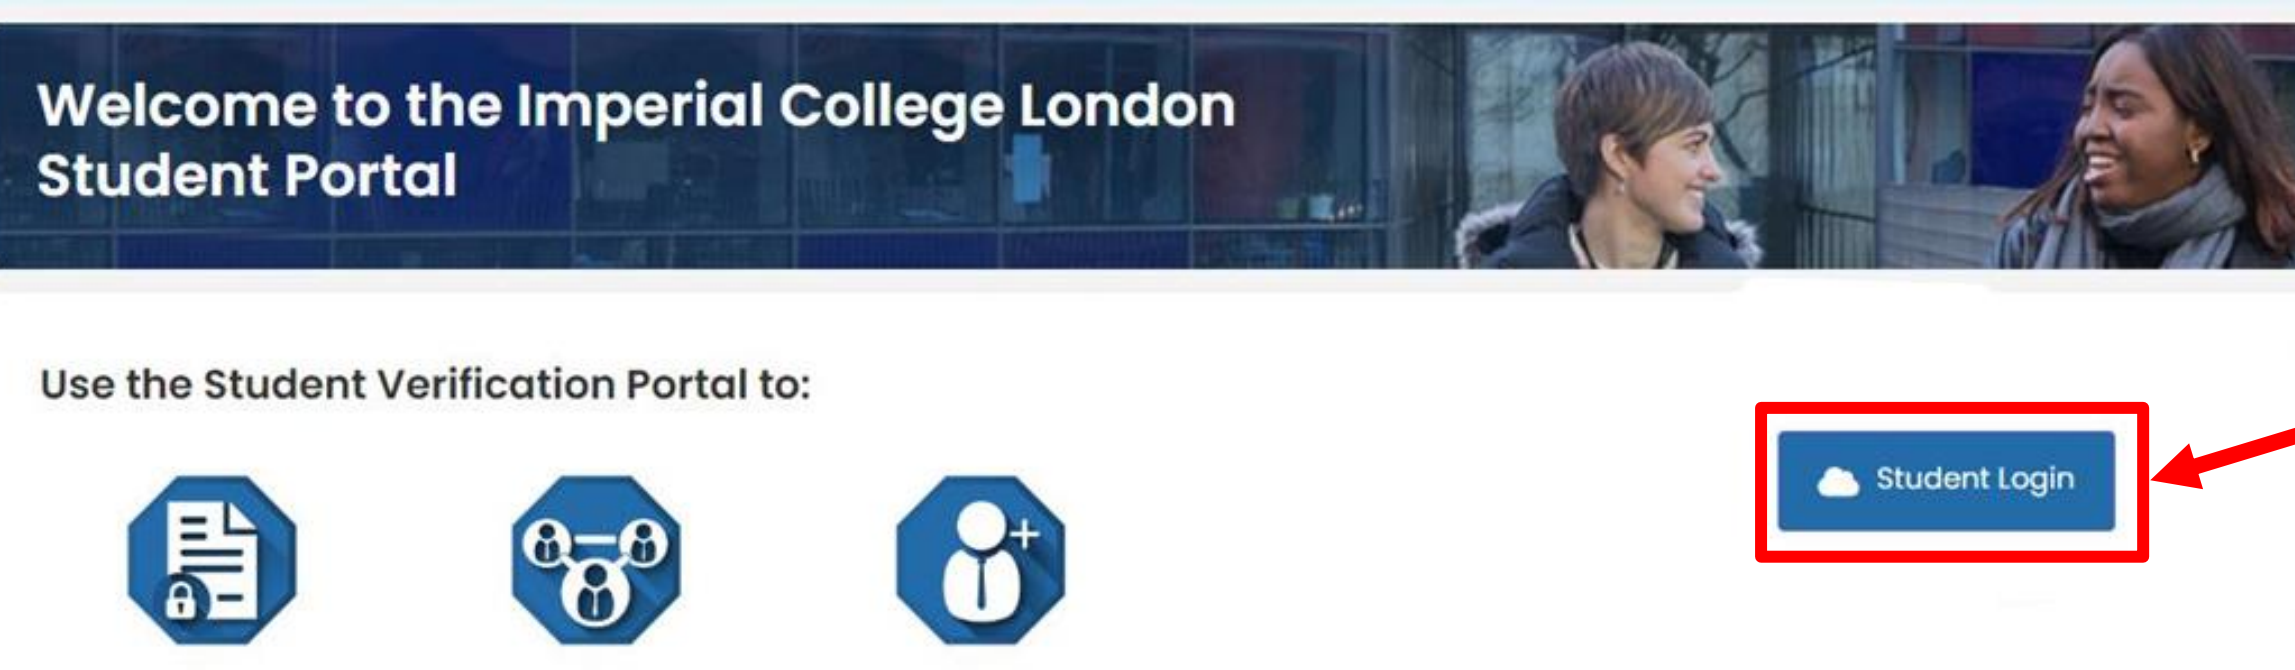 Welcome to the Imperial College London
Student Portal
Use the Student Verification Portal to:
Student Login